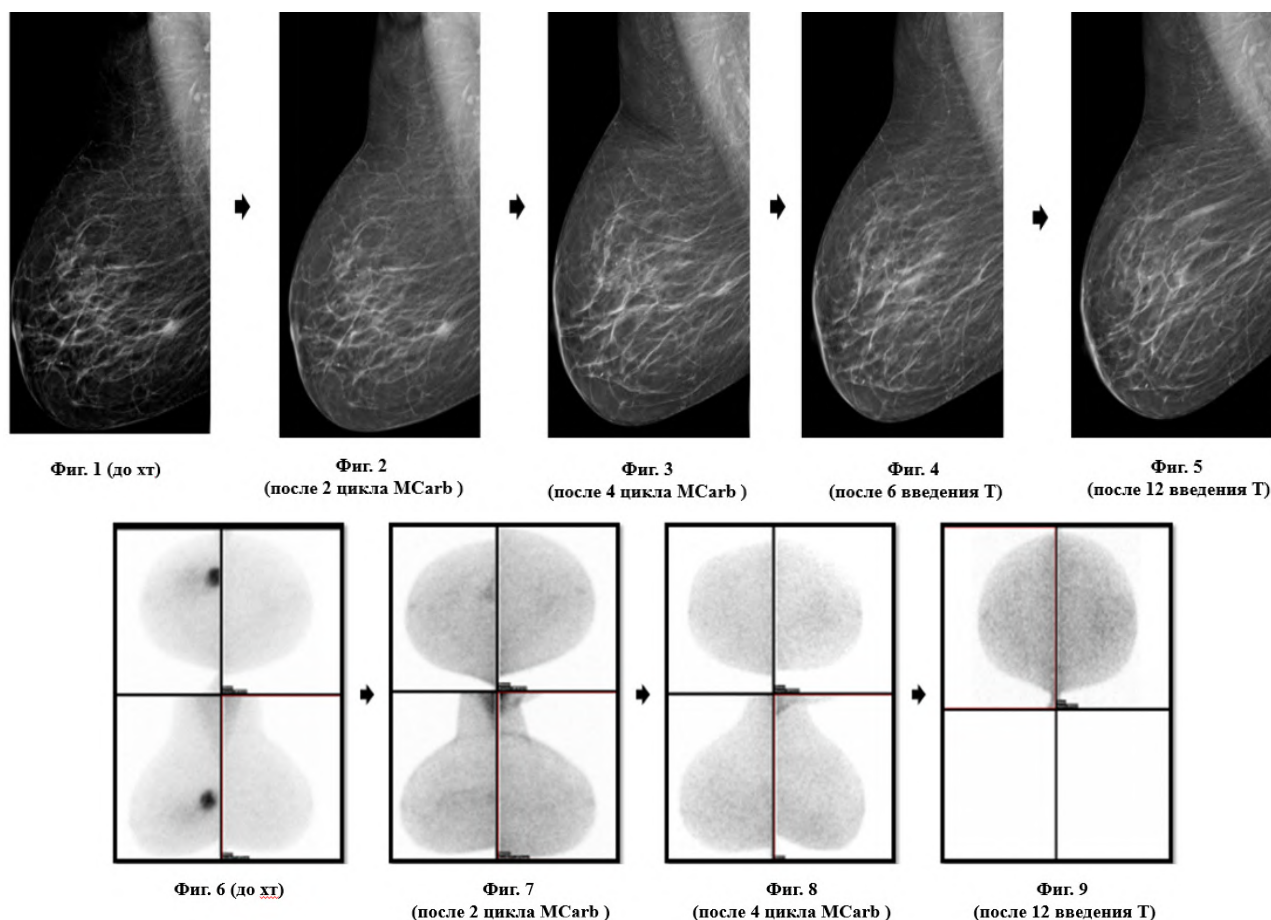 Фиг. 1 (до хт)
Фиг. 2
(после 2 цикла MCarb )
Фиг. 3
(после 4 цикла MCarb )
Фиг. 4
(после 6 введения Т)
Фиг. 5
(после 12 введения Т)
Фиг. 6 (до хт)
Фиг. 7
(после 2 цикла MCarb )
Фиг. 8
(после 4 цикла MCarb )
Фиг. 9
(после 12 введения Т)